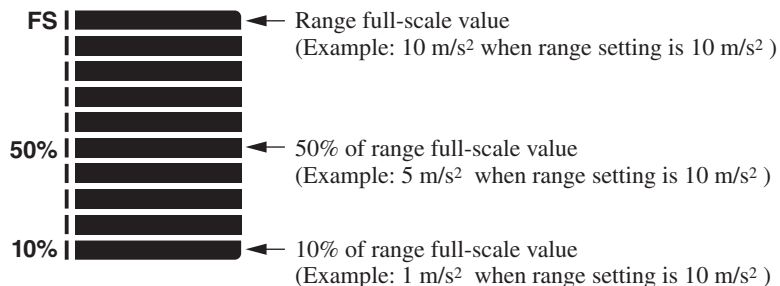 FS
Range full-scale value
(Example: 10 m/s² when range setting is 10 m/s² )
50%
50% of range full-scale value
(Example: 5 m/s² when range setting is 10 m/s² )
10%
10% of range full-scale value
(Example: 1 m/s² when range setting is 10 m/s² )